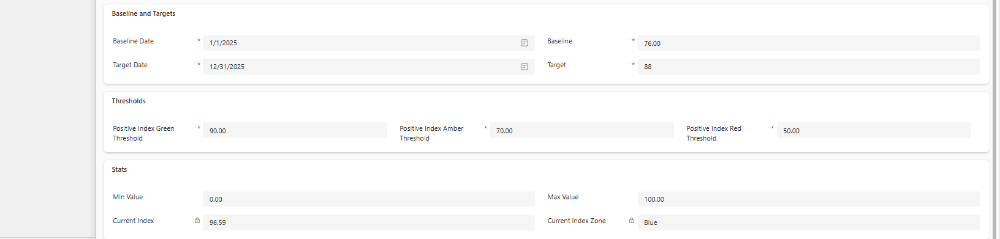 Baseline and Targets
Baseline Date * 1/1/2025 Baseline * 76.00
Target Date * 12/31/2025 Target * 88
Thresholds
Positive Index Green Threshold * 90.00 Positive Index Amber Threshold * 70.00 Positive Index Red Threshold * 50.00
Stats
Min Value 0.00 Max Value 100.00
Current Index 96.59 Current Index Zone Blue